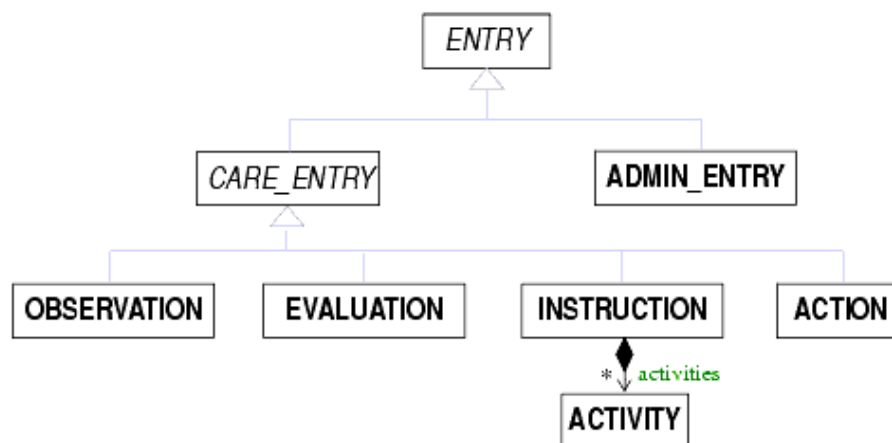 ENTRY
CARE_ENTRY
ADMIN_ENTRY
OBSERVATION
EVALUATION
INSTRUCTION
ACTION
* activities
ACTIVITY